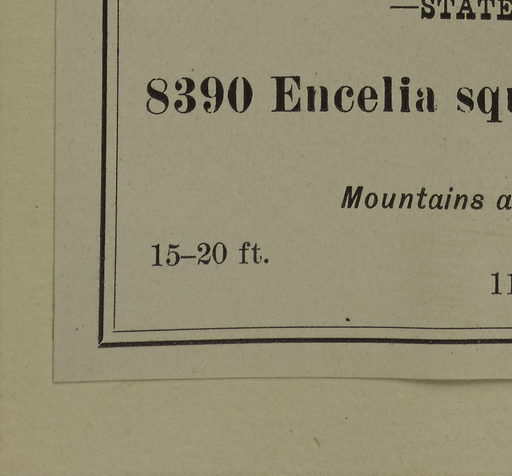 —STATE
8390 Encelia squ
Mountains a
15–20 ft.
11